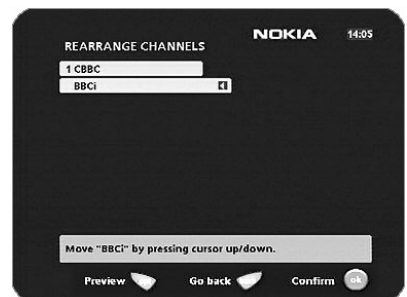 NOKIA 14:05
REARRANGE CHANNELS
1 CBBC
BBCi
Move "BBCi" by pressing cursor up/down.
Preview Go back Confirm ok